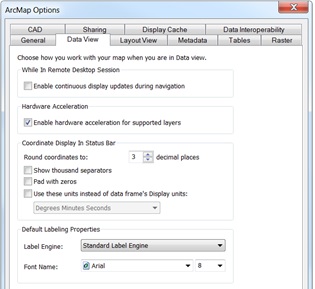 ArcMap Options
CAD Sharing Display Cache Data Interoperability
General Data View Layout View Metadata Tables Raster
Choose how you work with your map when you are in Data view.
While In Remote Desktop Session
Enable continuous display updates during navigation
Hardware Acceleration
Enable hardware acceleration for supported layers
Coordinate Display In Status Bar
Round coordinates to: 3 decimal places
Show thousand separators
Pad with zeros
Use these units instead of data frame's Display units:
Degrees Minutes Seconds
Default Labeling Properties
Label Engine: Standard Label Engine
Font Name: Arial 8